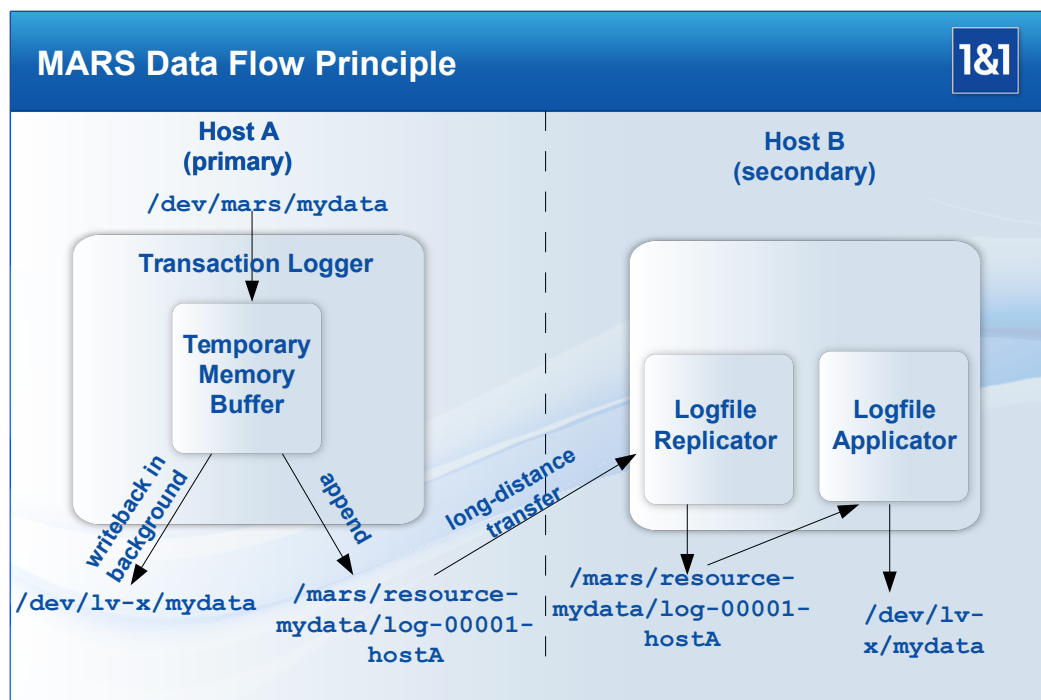 MARS Data Flow Principle
1&1
Host A
(primary)
/dev/mars/mydata
Transaction Logger
Temporary
Memory
Buffer
writeback in
background
append
/dev/lv-x/mydata
/mars/resource-
mydata/log-00001-
hostA
long-distance
transfer
Host B
(secondary)
Logfile
Replicator
Logfile
Applicator
/mars/resource-
mydata/log-00001-
hostA
/dev/lv-
x/mydata